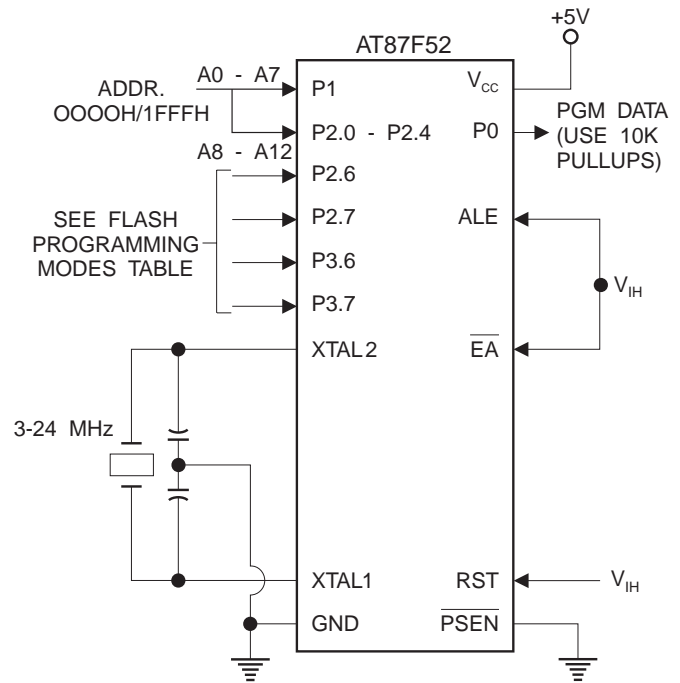 +5V
AT87F52
A0 - A7
P1
VCC
ADDR.
OOOOH/1FFFH
P2.0 - P2.4
P0
PGM DATA
(USE 10K
PULLUPS)
A8 - A12
P2.6
SEE FLASH
PROGRAMMING
MODES TABLE
P2.7
ALE
P3.6
VIH
P3.7
XTAL2
EA
3-24 MHz
XTAL1
RST
VIH
GND
PSEN